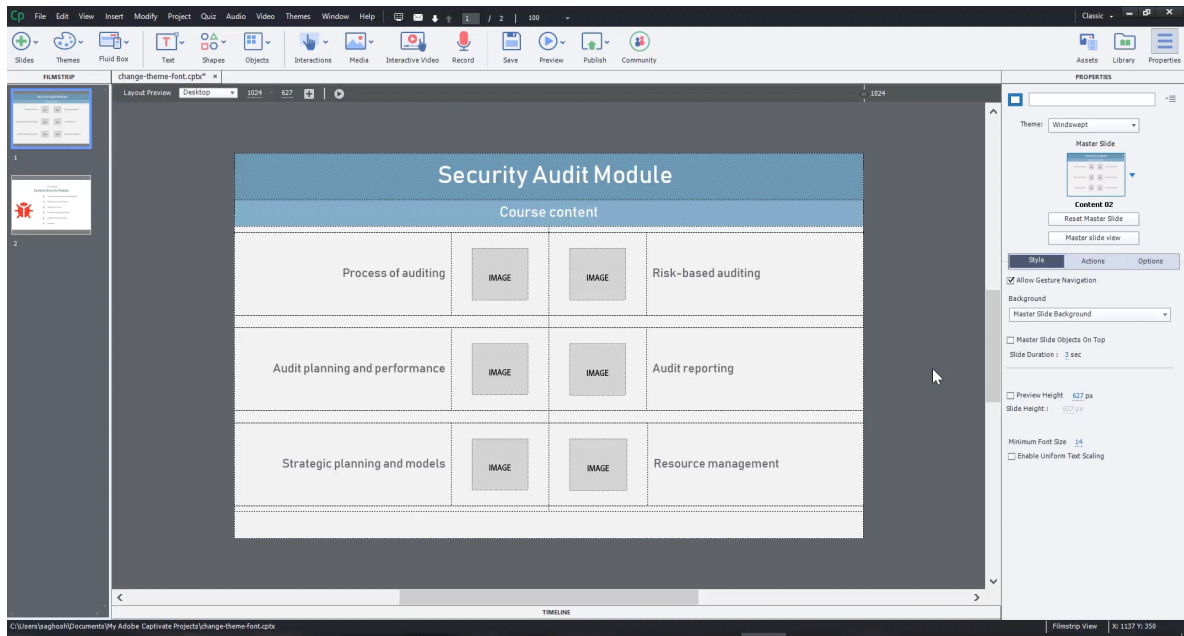 Cp File Edit View Insert Modify Project Quiz Audio Video Themes Window Help 1 / 2 100 Classic
Slides Themes Fluid Box Text Shapes Objects Interactions Media Interactive Video Record Save Preview Publish Community Assets Library Properties
FILMSTRIP change-theme-font.cptx* × PROPERTIES
Layout Preview Desktop 1024 627 1024
Theme: Windswept
Master Slide
1
Content 02
Reset Master Slide
Master slide view
2
Security Audit Module
Course content
Process of auditing IMAGE IMAGE Risk-based auditing
Audit planning and performance IMAGE IMAGE Audit reporting
Strategic planning and models IMAGE IMAGE Resource management
Style Actions Options
Allow Gesture Navigation
Background
Master Slide Background
Master Slide Objects On Top
Slide Duration : 3 sec
Preview Height 627 px
Slide Height : 627 px
Minimum Font Size 14
Enable Uniform Text Scaling
TIMELINE
C:\Users\saghosh\Documents\My Adobe Captivate Projects\change-theme-font.cptx Filmstrip View X: 1137 Y: 350